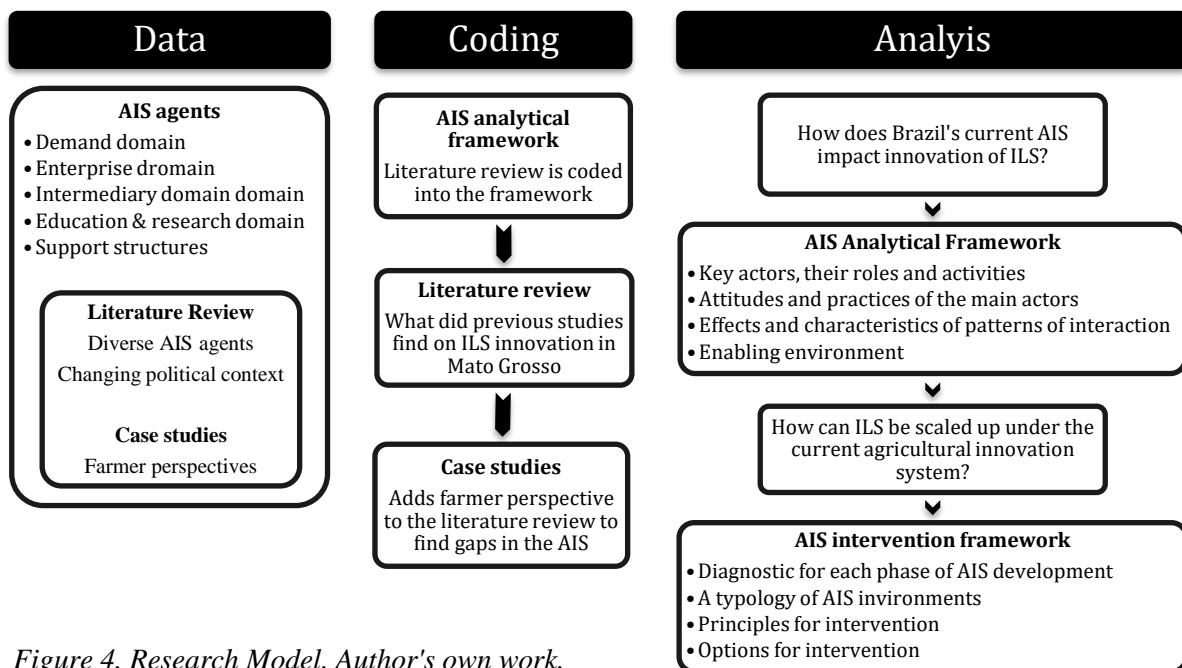 Data
AIS agents
• Demand domain
• Enterprise dromain
• Intermediary domain domain
• Education & research domain
• Support structures
Literature Review
Diverse AIS agents
Changing political context
Case studies
Farmer perspectives
Coding
AIS analytical
framework
Literature review is coded
into the framework
Literature review
What did previous studies
find on ILS innovation in
Mato Grosso
Case studies
Adds farmer perspective
to the literature review to
find gaps in the AIS
Analyis
How does Brazil's current AIS
impact innovation of ILS?
AIS Analytical Framework
• Key actors, their roles and activities
• Attitudes and practices of the main actors
• Effects and characteristics of patterns of interaction
• Enabling environment
How can ILS be scaled up under the
current agricultural innovation
system?
AIS intervention framework
• Diagnostic for each phase of AIS development
• A typology of AIS invironments
• Principles for intervention
• Options for intervention
Figure 4. Research Model. Author's own work.